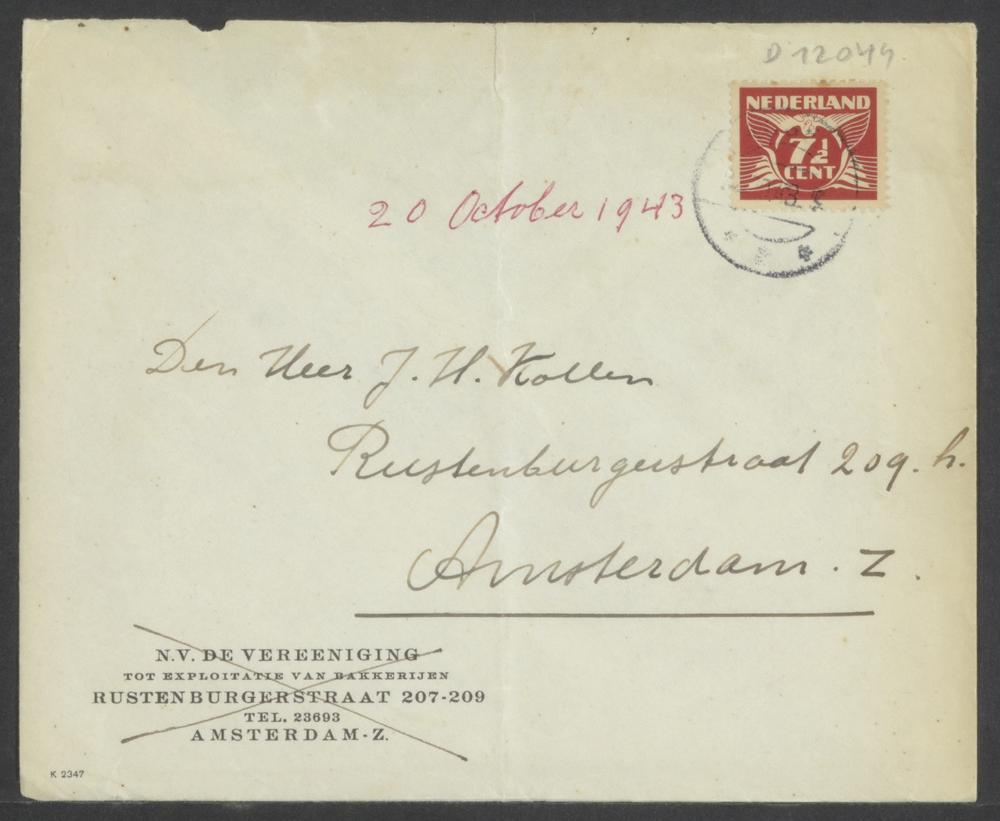 D 12044
NEDERLAND
7½
CENT
20 October 1943
Den Heer J. H. Kollen
Rustenburgerstraat 209. h.
Amsterdam. Z.
N.V. DE VEREENIGING
TOT EXPLOITATIE VAN BAKKERIJEN
RUSTENBURGERSTRAAT 207-209
TEL. 23693
AMSTERDAM-Z.
K 2347